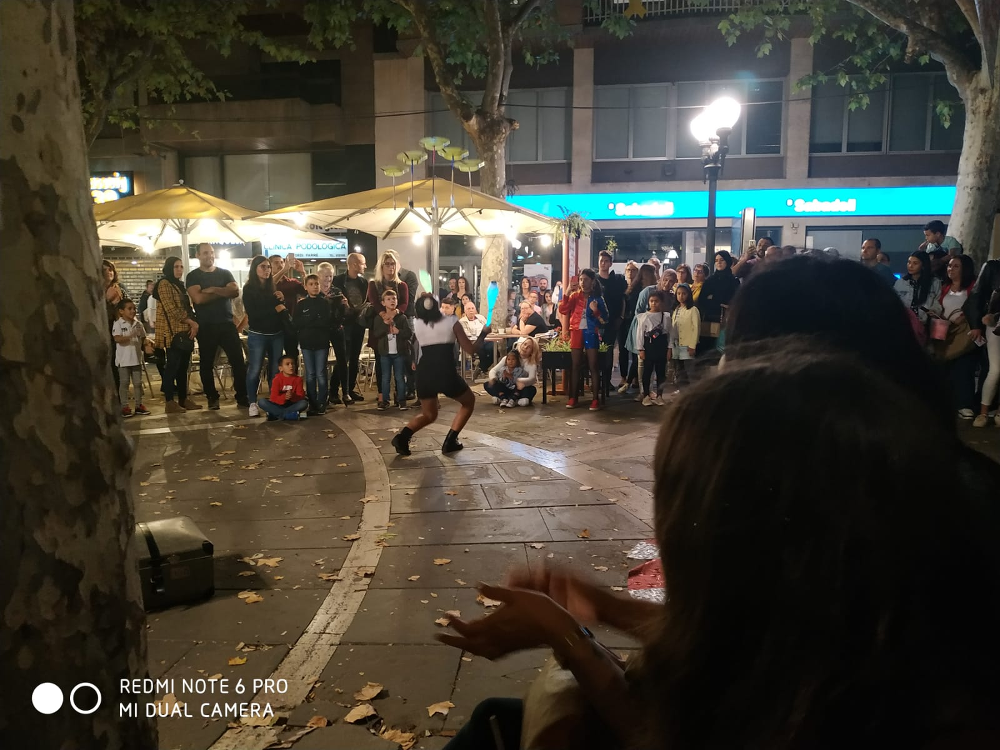 Sabadell
Sabadell
CLINICA PODOLOGICA
REDMI NOTE 6 PRO
MI DUAL CAMERA